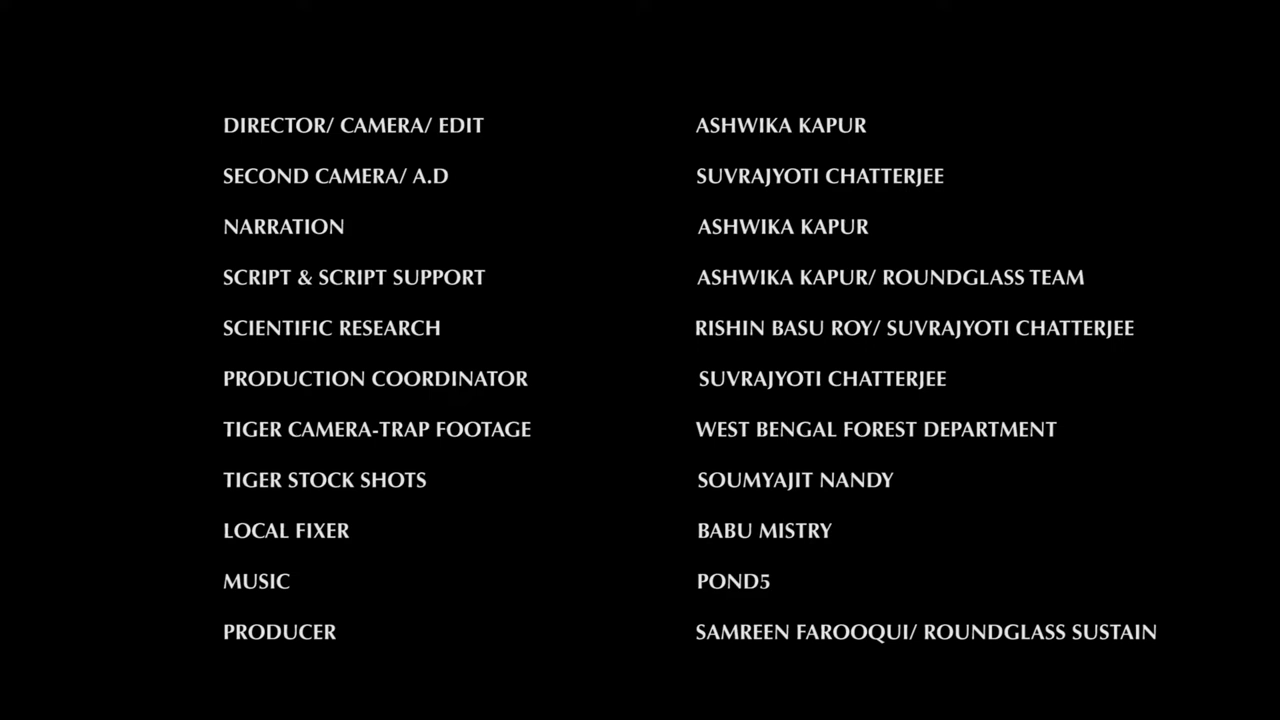 DIRECTOR/ CAMERA/ EDIT ASHWIKA KAPUR
SECOND CAMERA/ A.D SUVRAJYOTI CHATTERJEE
NARRATION ASHWIKA KAPUR
SCRIPT & SCRIPT SUPPORT ASHWIKA KAPUR/ ROUNDGLASS TEAM
SCIENTIFIC RESEARCH RISHIN BASU ROY/ SUVRAJYOTI CHATTERJEE
PRODUCTION COORDINATOR SUVRAJYOTI CHATTERJEE
TIGER CAMERA-TRAP FOOTAGE WEST BENGAL FOREST DEPARTMENT
TIGER STOCK SHOTS SOUMYAJIT NANDY
LOCAL FIXER BABU MISTRY
MUSIC POND5
PRODUCER SAMREEN FAROOQUI/ ROUNDGLASS SUSTAIN